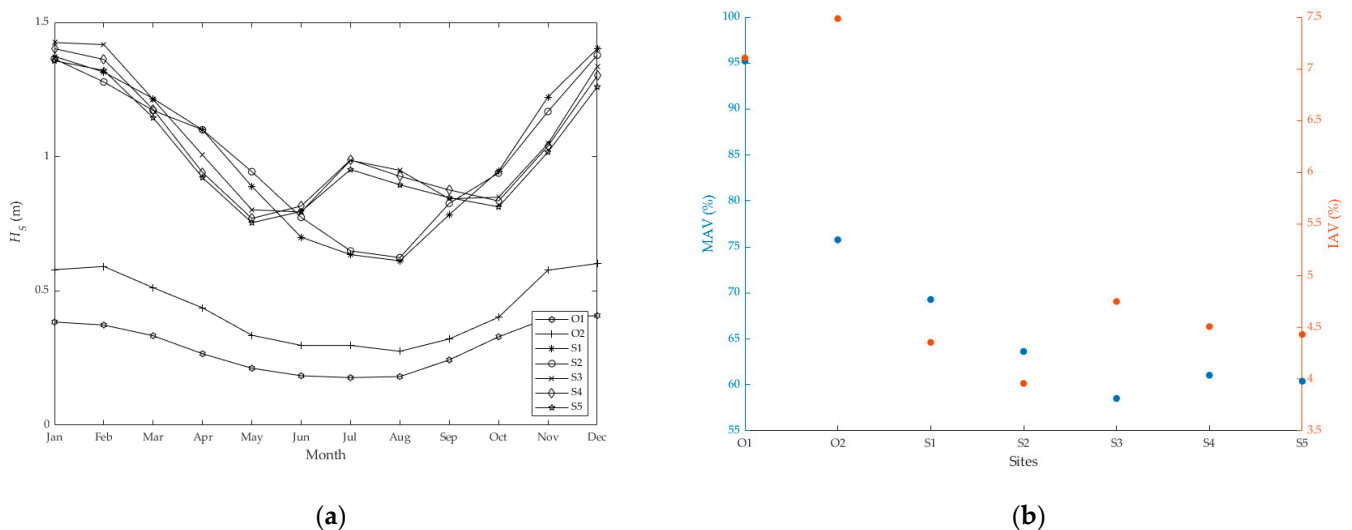 1.5
1
0.5
0
H_S (m)
Jan Feb Mar Apr May Jun Jul Aug Sep Oct Nov Dec
Month
O1
O2
S1
S2
S3
S4
S5
(a)
100
95
90
85
80
75
70
65
60
55
MAV (%)
7.5
7
6.5
6
5.5
5
4.5
4
3.5
IAV (%)
O1 O2 S1 S2 S3 S4 S5
Sites
(b)